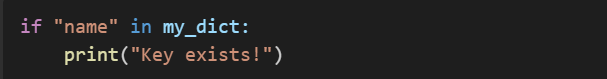 if "name" in my_dict:
    print("Key exists!")